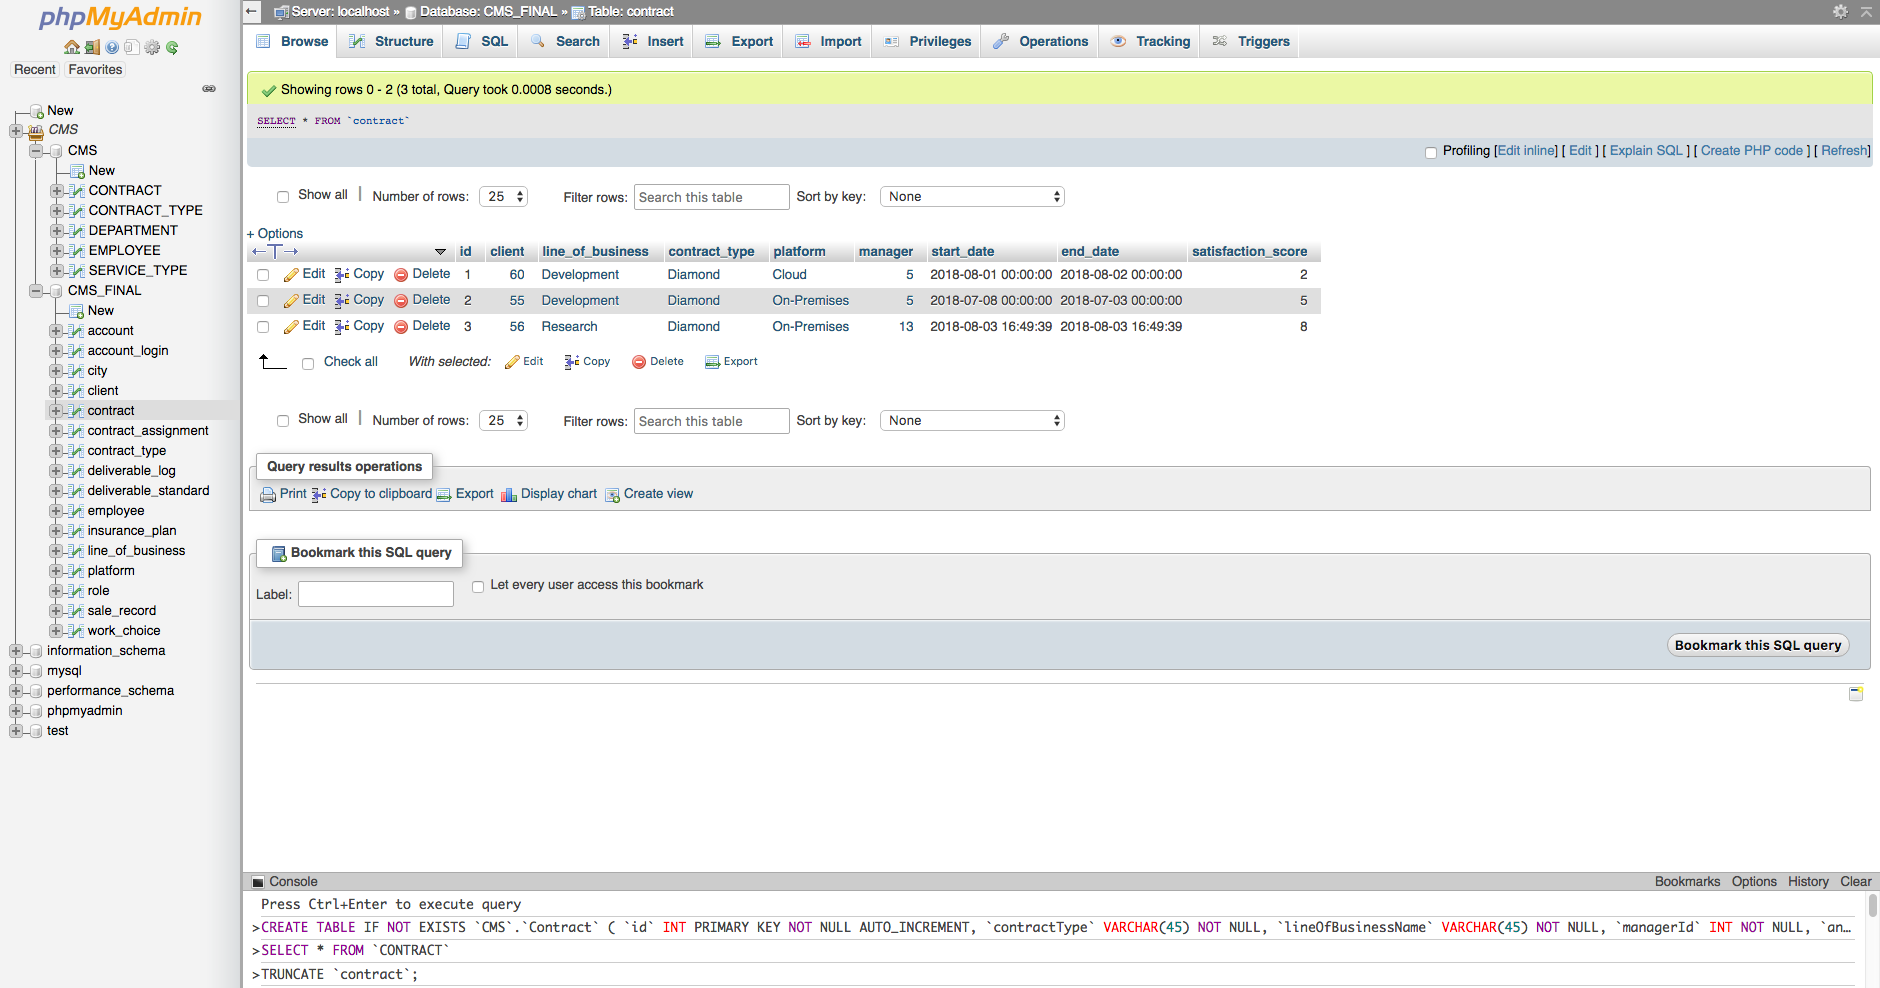 phpMyAdmin
Recent Favorites
New
CMS
CMS
New
CONTRACT
CONTRACT_TYPE
DEPARTMENT
EMPLOYEE
SERVICE_TYPE
CMS_FINAL
New
account
account_login
city
client
contract
contract_assignment
contract_type
deliverable_log
deliverable_standard
employee
insurance_plan
line_of_business
platform
role
sale_record
work_choice
information_schema
mysql
performance_schema
phpmyadmin
test
Server: localhost » Database: CMS_FINAL » Table: contract
Browse Structure SQL Search Insert Export Import Privileges Operations Tracking Triggers
Showing rows 0 - 2 (3 total, Query took 0.0008 seconds.)
SELECT * FROM `contract`
Profiling [Edit inline] [ Edit ] [ Explain SQL ] [ Create PHP code ] [ Refresh]
Show all | Number of rows: 25 Filter rows: Search this table Sort by key: None
+ Options
←T→ id client line_of_business contract_type platform manager start_date end_date satisfaction_score
Edit Copy Delete 1 60 Development Diamond Cloud 5 2018-08-01 00:00:00 2018-08-02 00:00:00 2
Edit Copy Delete 2 55 Development Diamond On-Premises 5 2018-07-08 00:00:00 2018-07-03 00:00:00 5
Edit Copy Delete 3 56 Research Diamond On-Premises 13 2018-08-03 16:49:39 2018-08-03 16:49:39 8
Check all With selected: Edit Copy Delete Export
Show all | Number of rows: 25 Filter rows: Search this table Sort by key: None
Query results operations
Print Copy to clipboard Export Display chart Create view
Bookmark this SQL query
Label: Let every user access this bookmark
Bookmark this SQL query
Console Bookmarks Options History Clear
Press Ctrl+Enter to execute query
>CREATE TABLE IF NOT EXISTS `CMS`.`Contract` ( `id` INT PRIMARY KEY NOT NULL AUTO_INCREMENT, `contractType` VARCHAR(45) NOT NULL, `lineOfBusinessName` VARCHAR(45) NOT NULL, `managerId` INT NOT NULL, `an…
>SELECT * FROM `CONTRACT`
>TRUNCATE `contract`;